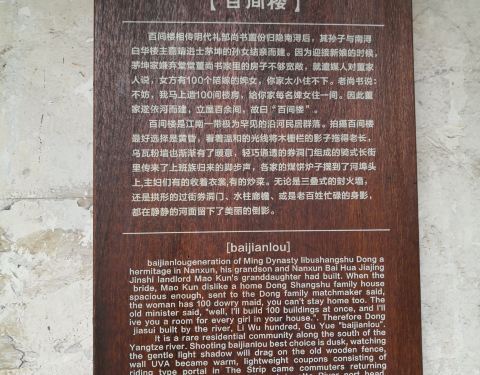 【百间楼】
百间楼相传明代礼部尚书董份归隐南浔后，其孙子与南浔
白华楼主嘉靖进士茅坤的孙女结亲而建。因为迎接新娘的时候，
茅坤家嫌弃堂堂董尚书家里的房子不够宽敞，就遣媒人对董家
人说，女方有100个陪嫁的婢女，你家太小住不下。老尚书说：
不妨，我马上造100间楼房，给你家每名婢女住一间。因此董
家遂依河而建，立屋百余间，故曰“百间楼”。
百间楼是江南一带极为罕见的沿河民居群落。拍摄百间楼
最好选择是黄昏，看着温和的光线将木栅栏的影子拖得老长，
乌瓦粉墙也渐渐有了暖意，轻巧通透的券洞门组成的骑式长街
里传来了上班族归来的脚步声，各家的煤饼炉子摆到了河埠头
上，主妇们有的收着衣裳，有的炒菜。无论是三叠式的封火墙，
还是拱形的过街券洞门、水柱廊檐、或是老百姓忙碌的身影，
都在静静的河面留下了美丽的倒影。
[baijianlou]
baijianlougeneration of Ming Dynasty libushangshu Dong a
hermitage in Nanxun, his grandson and Nanxun Bai Hua Jiajing
Jinshi landlord Mao Kun's granddaughter had built. When the
bride, Mao Kun dislike a home Dong Shangshu family house
spacious enough, sent to the Dong family matchmaker said,
the woman has 100 dowry maid, you can't stay home too. The
old minister said, "well, I'll build 100 buildings at once, and I'll
ive you a room for every girl in your house.". Therefore Dong
jiasui built by the river, Li Wu hundred, Gu Yue "baijianlou".
It is a rare residential community along the south of the
Yangtze river. Shooting baijianlou best choice is dusk, watching
the gentle light shadow will drag on the old wooden fence,
wall UVA became warm, lightweight coupons consisting of
riding type portal in The Strip came commuters returning